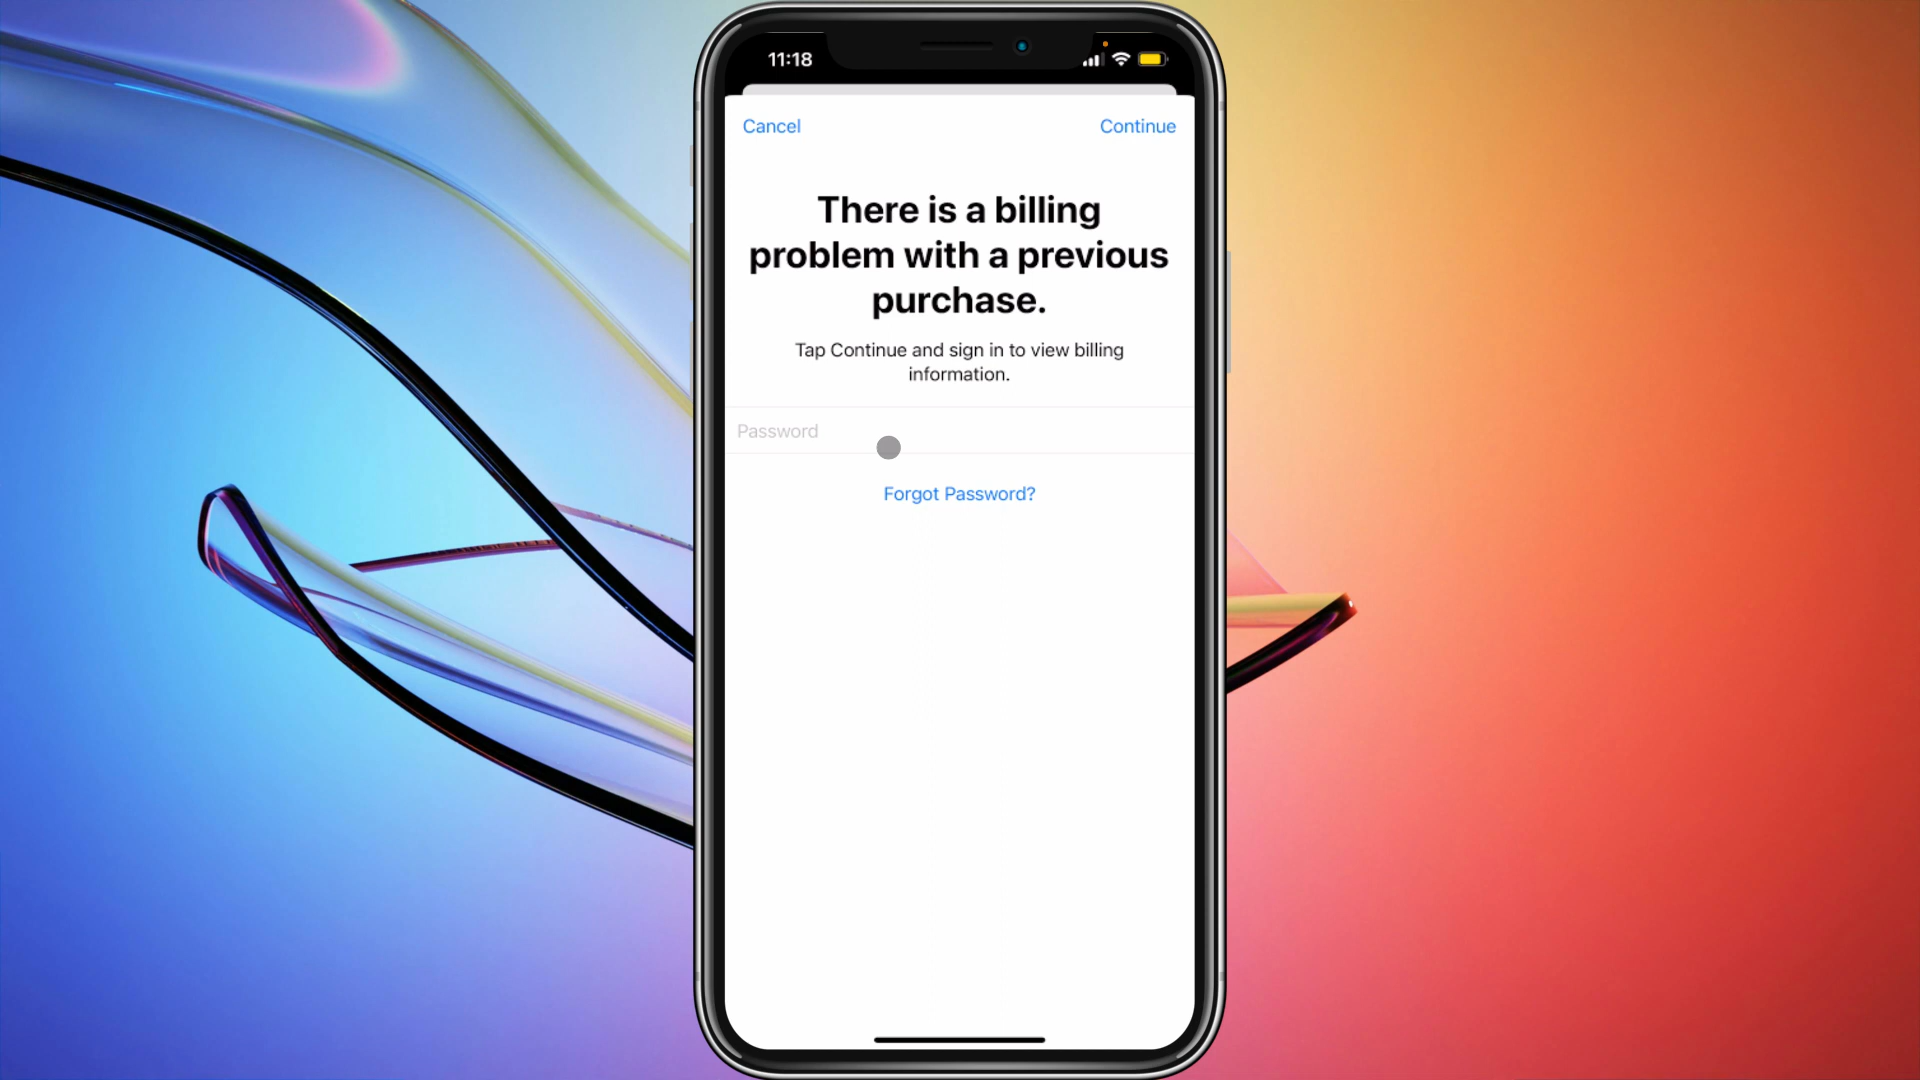 11:18
Cancel
Continue
There is a billing
problem with a previous
purchase.
Tap Continue and sign in to view billing
information.
Password
Forgot Password?